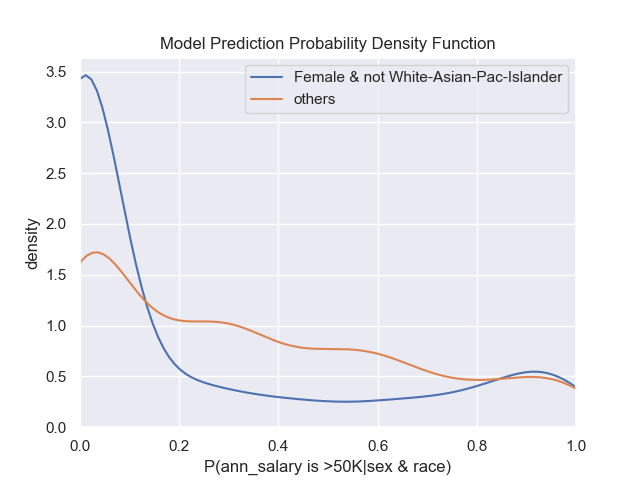 Model Prediction Probability Density Function
Female & not White-Asian-Pac-Islander
others
density
3.5
3.0
2.5
2.0
1.5
1.0
0.5
0.0
0.0 0.2 0.4 0.6 0.8 1.0
P(ann_salary is >50K|sex & race)